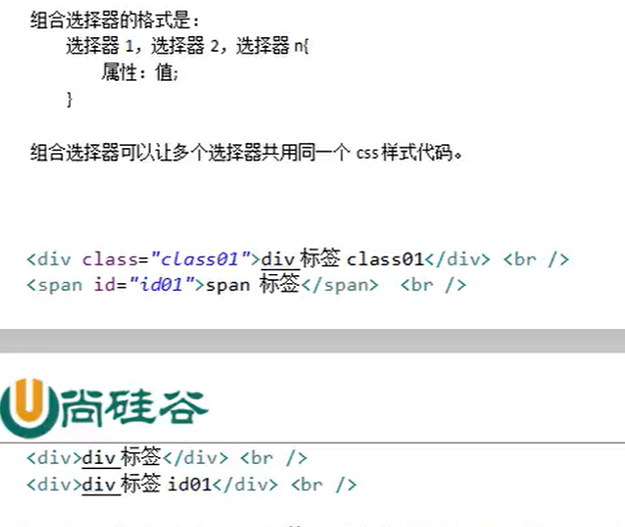 组合选择器的格式是：
选择器 1，选择器 2，选择器 n{
属性：值;
}
组合选择器可以让多个选择器共用同一个 css 样式代码。
<div class="class01">div 标签 class01</div> <br />
<span id="id01">span 标签</span> <br />
尚硅谷
<div>div 标签</div> <br />
<div>div 标签 id01</div> <br />